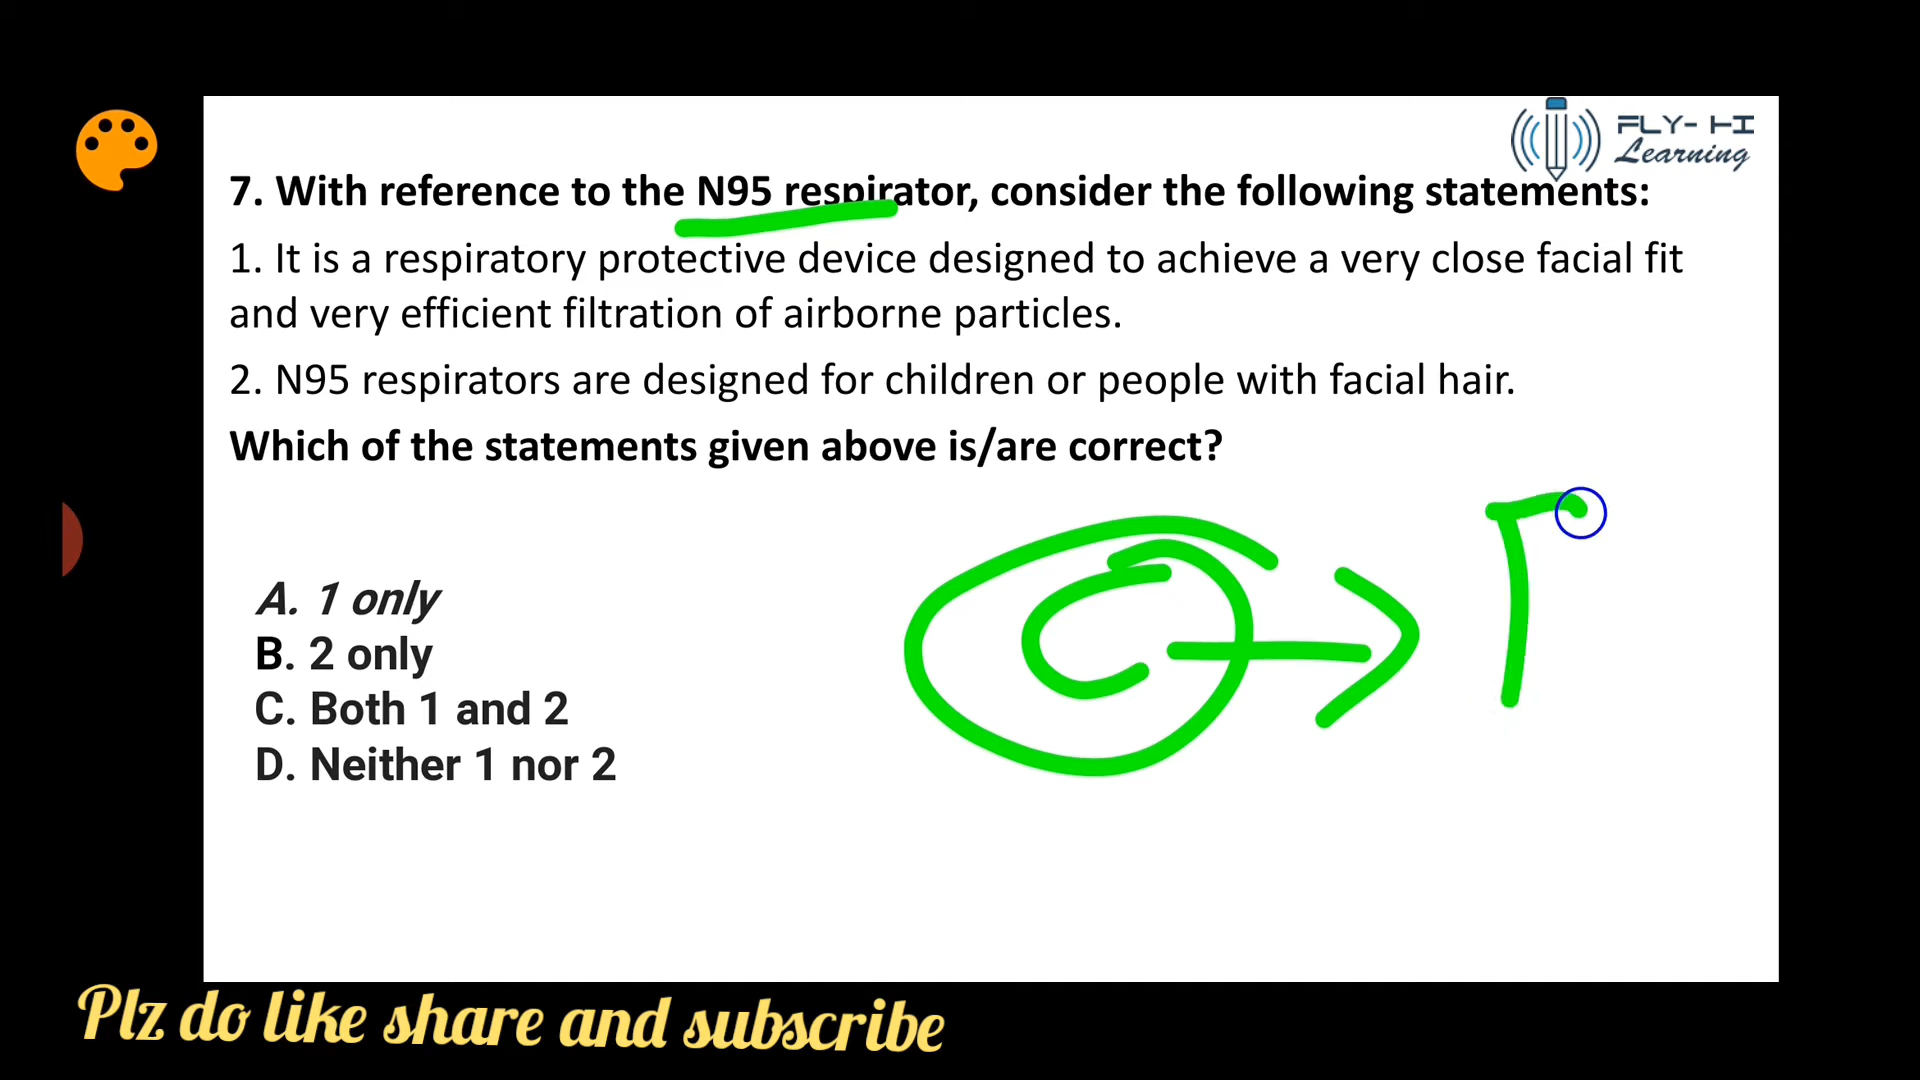 FLY-HI
Learning
7. With reference to the N95 respirator, consider the following statements:
1. It is a respiratory protective device designed to achieve a very close facial fit
and very efficient filtration of airborne particles.
2. N95 respirators are designed for children or people with facial hair.
Which of the statements given above is/are correct?
A. 1 only
B. 2 only
C. Both 1 and 2
D. Neither 1 nor 2
Plz do like share and subscribe